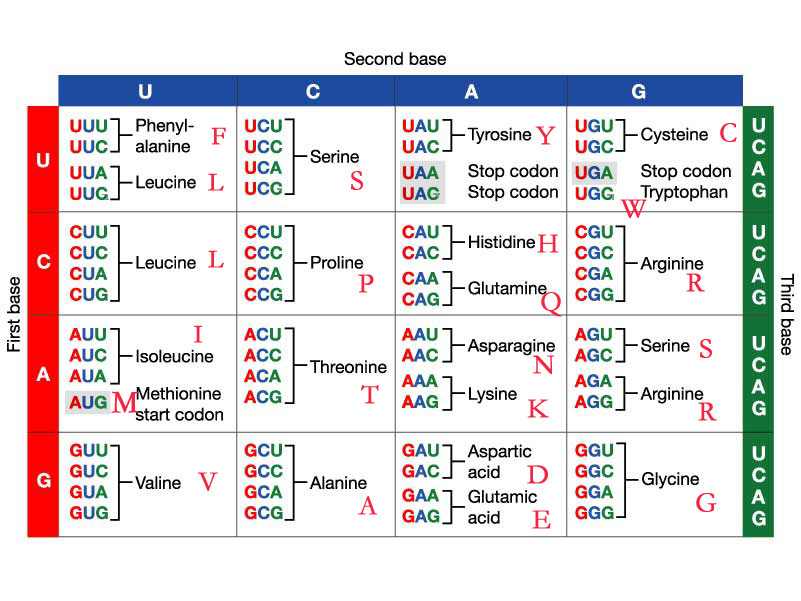 Second base
U C A G
First base
Third base
U
UUU Phenyl-
UUC alanine F
UUA Leucine L
UUG
UCU
UCC Serine
UCA S
UCG
UAU Tyrosine Y
UAC
UAA Stop codon
UAG Stop codon
UGU Cysteine C
UGC
UGA Stop codon
UGG Tryptophan
W
U
C
A
G
C
CUU
CUC Leucine L
CUA
CUG
CCU
CCC Proline
CCA P
CCG
CAU Histidine H
CAC
CAA Glutamine
CAG Q
CGU
CGC Arginine
CGA R
CGG
U
C
A
G
A
AUU I
AUC Isoleucine
AUA
AUG M Methionine
start codon
ACU
ACC Threonine
ACA T
ACG
AAU Asparagine
AAC N
AAA Lysine
AAG K
AGU Serine S
AGC
AGA Arginine
AGG R
U
C
A
G
G
GUU
GUC Valine V
GUA
GUG
GCU
GCC Alanine
GCA A
GCG
GAU Aspartic
GAC acid D
GAA Glutamic
GAG acid E
GGU
GGC Glycine
GGA G
GGG
U
C
A
G